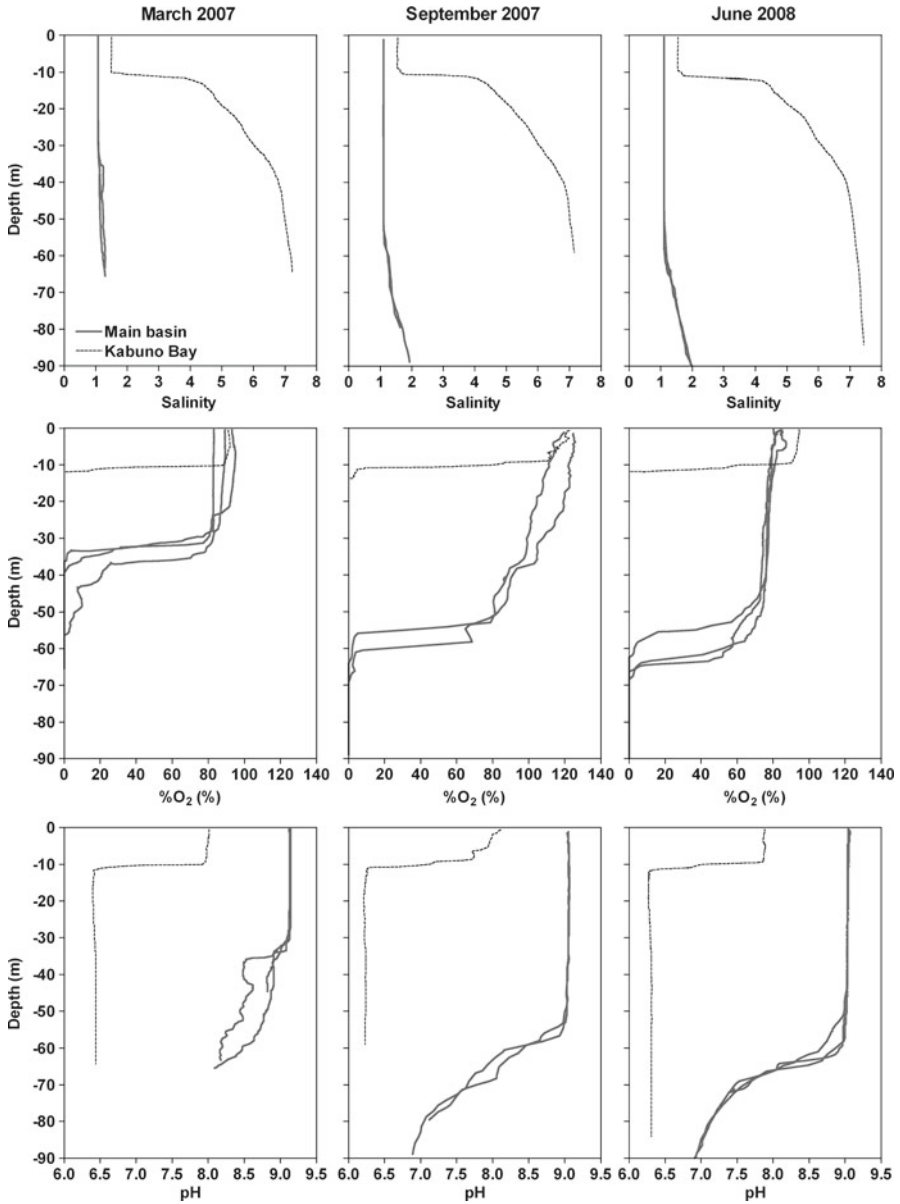 March 2007 September 2007 June 2008
0
-10
-20
-30
-40
-50
-60
-70
-80
-90
Depth (m)
Main basin
Kabuno Bay
0 1 2 3 4 5 6 7 8
0 1 2 3 4 5 6 7 8
0 1 2 3 4 5 6 7 8
Salinity Salinity Salinity
0
-10
-20
-30
-40
-50
-60
-70
-80
-90
Depth (m)
0 20 40 60 80 100 120 140
0 20 40 60 80 100 120 140
0 20 40 60 80 100 120 140
%O₂ (%) %O₂ (%) %O₂ (%)
0
-10
-20
-30
-40
-50
-60
-70
-80
-90
Depth (m)
6.0 6.5 7.0 7.5 8.0 8.5 9.0 9.5
6.0 6.5 7.0 7.5 8.0 8.5 9.0 9.5
6.0 6.5 7.0 7.5 8.0 8.5 9.0 9.5
pH pH pH